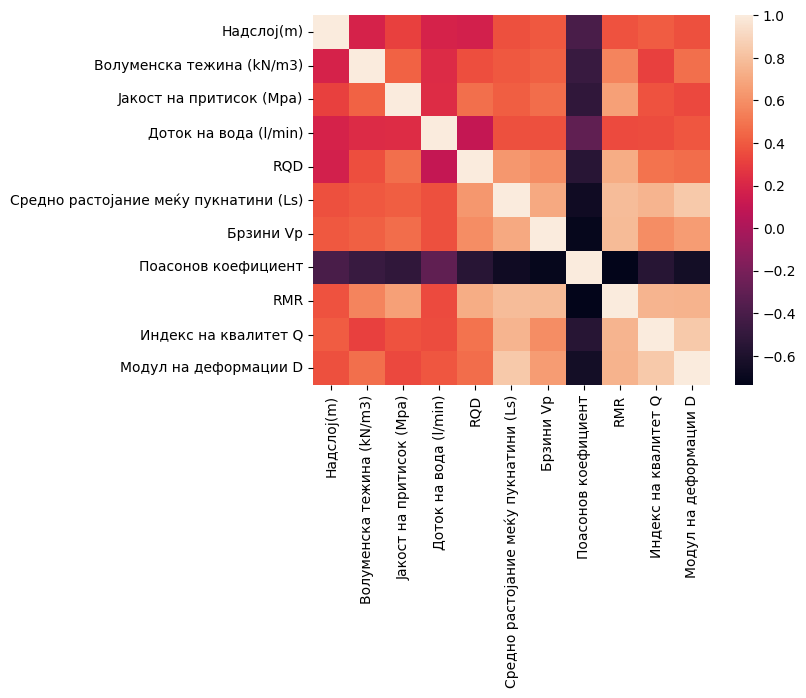 Надслој(m)
Волуменска тежина (kN/m3)
Јакост на притисок (Mpa)
Доток на вода (l/min)
RQD
Средно растојание меѓу пукнатини (Ls)
Брзини Vp
Поасонов коефициент
RMR
Индекс на квалитет Q
Модул на деформации D
1.0
0.8
0.6
0.4
0.2
0.0
−0.2
−0.4
−0.6
Надслој(m)
Волуменска тежина (kN/m3)
Јакост на притисок (Mpa)
Доток на вода (l/min)
RQD
Средно растојание меѓу пукнатини (Ls)
Брзини Vp
Поасонов коефициент
RMR
Индекс на квалитет Q
Модул на деформации D